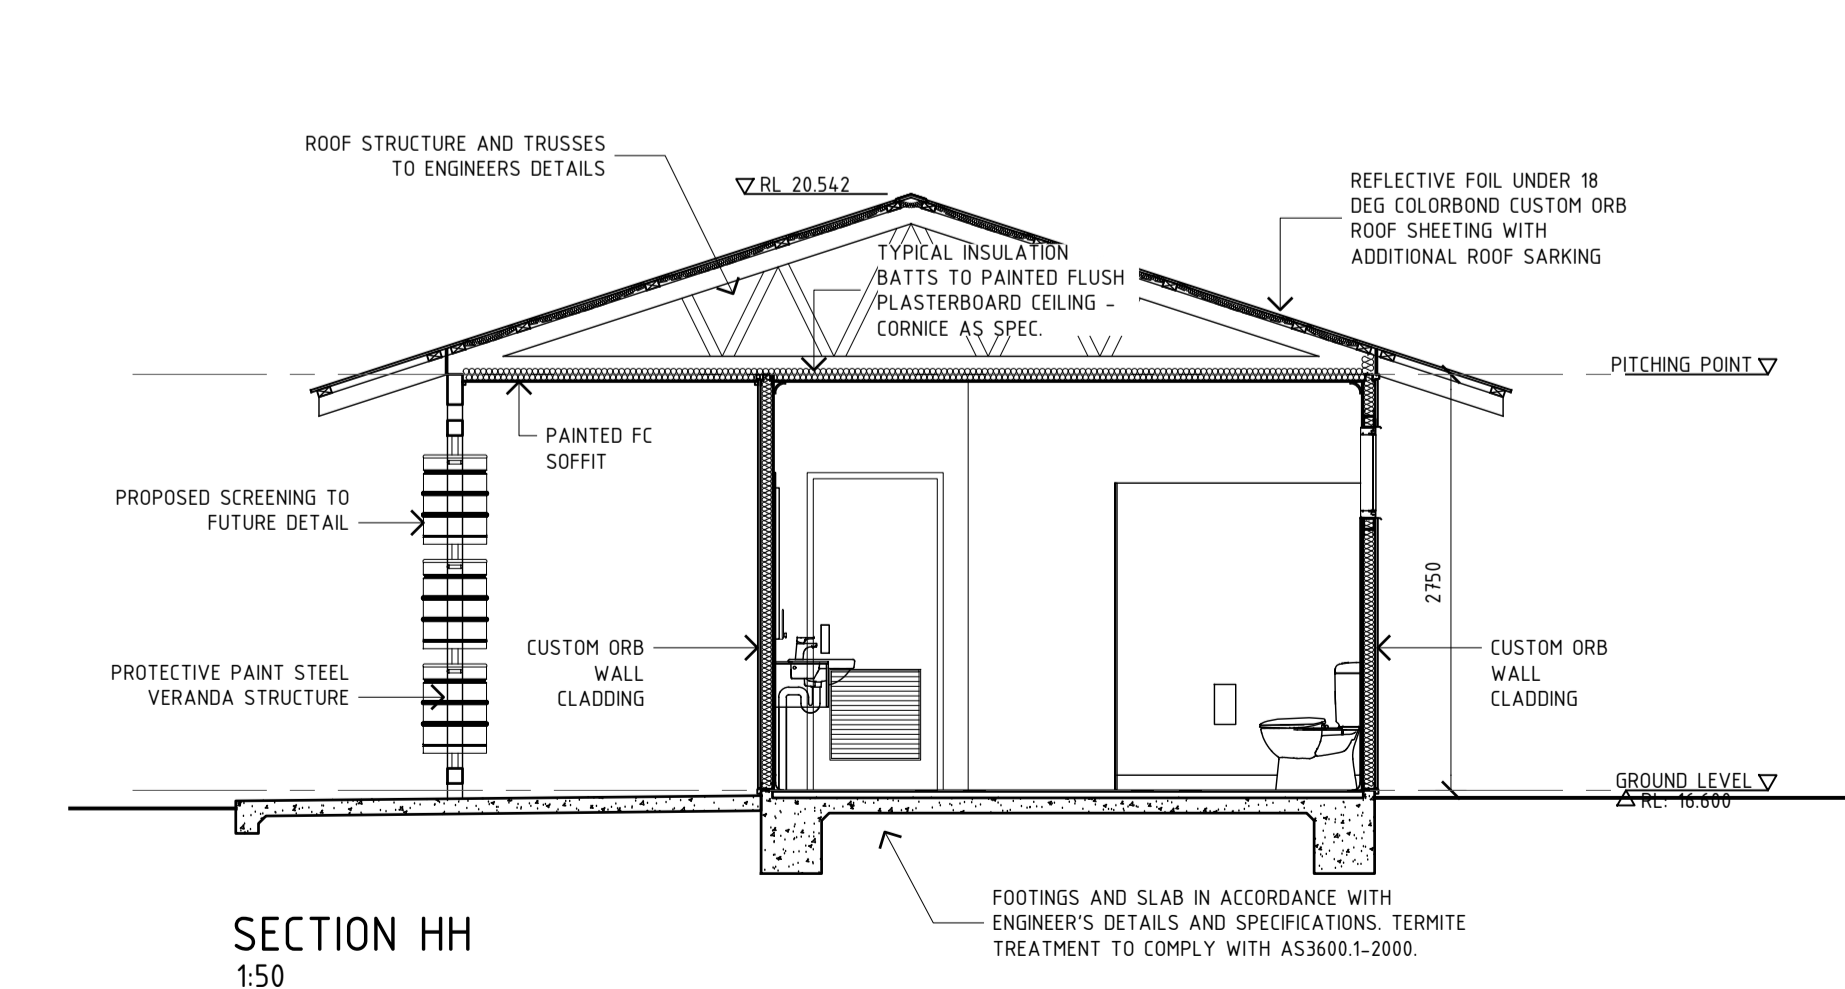 ROOF STRUCTURE AND TRUSSES
TO ENGINEERS DETAILS
RL 20.542
REFLECTIVE FOIL UNDER 18
DEG COLORBOND CUSTOM ORB
ROOF SHEETING WITH
ADDITIONAL ROOF SARKING
TYPICAL INSULATION
BATTS TO PAINTED FLUSH
PLASTERBOARD CEILING -
CORNICE AS SPEC.
PITCHING POINT
PAINTED FC
SOFFIT
PROPOSED SCREENING TO
FUTURE DETAIL
2750
CUSTOM ORB
WALL
CLADDING
CUSTOM ORB
WALL
CLADDING
PROTECTIVE PAINT STEEL
VERANDA STRUCTURE
GROUND LEVEL
RL: 16.600
FOOTINGS AND SLAB IN ACCORDANCE WITH
ENGINEER'S DETAILS AND SPECIFICATIONS. TERMITE
TREATMENT TO COMPLY WITH AS3600.1-2000.
SECTION HH
1:50